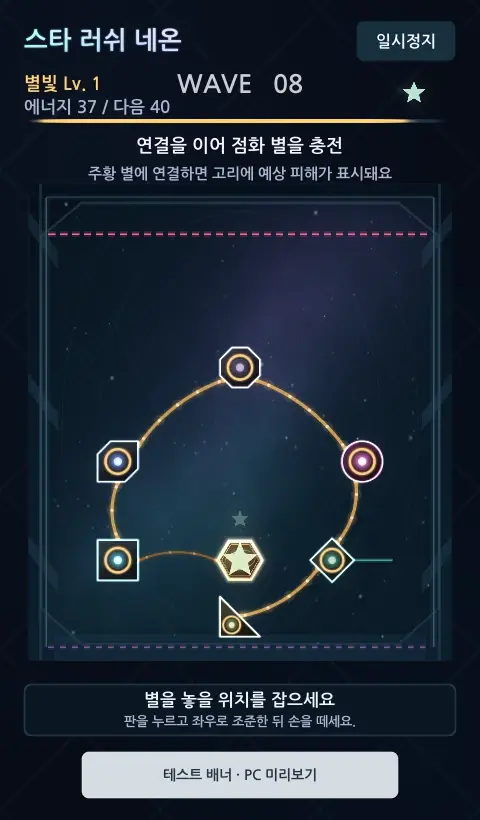 스타 러쉬 네온
일시정지
별빛 Lv. 1
WAVE 08
에너지 37 / 다음 40
연결을 이어 점화 별을 충전
주황 별에 연결하면 고리에 예상 피해가 표시돼요
별을 놓을 위치를 잡으세요
판을 누르고 좌우로 조준한 뒤 손을 떼세요.
테스트 배너 · PC 미리보기